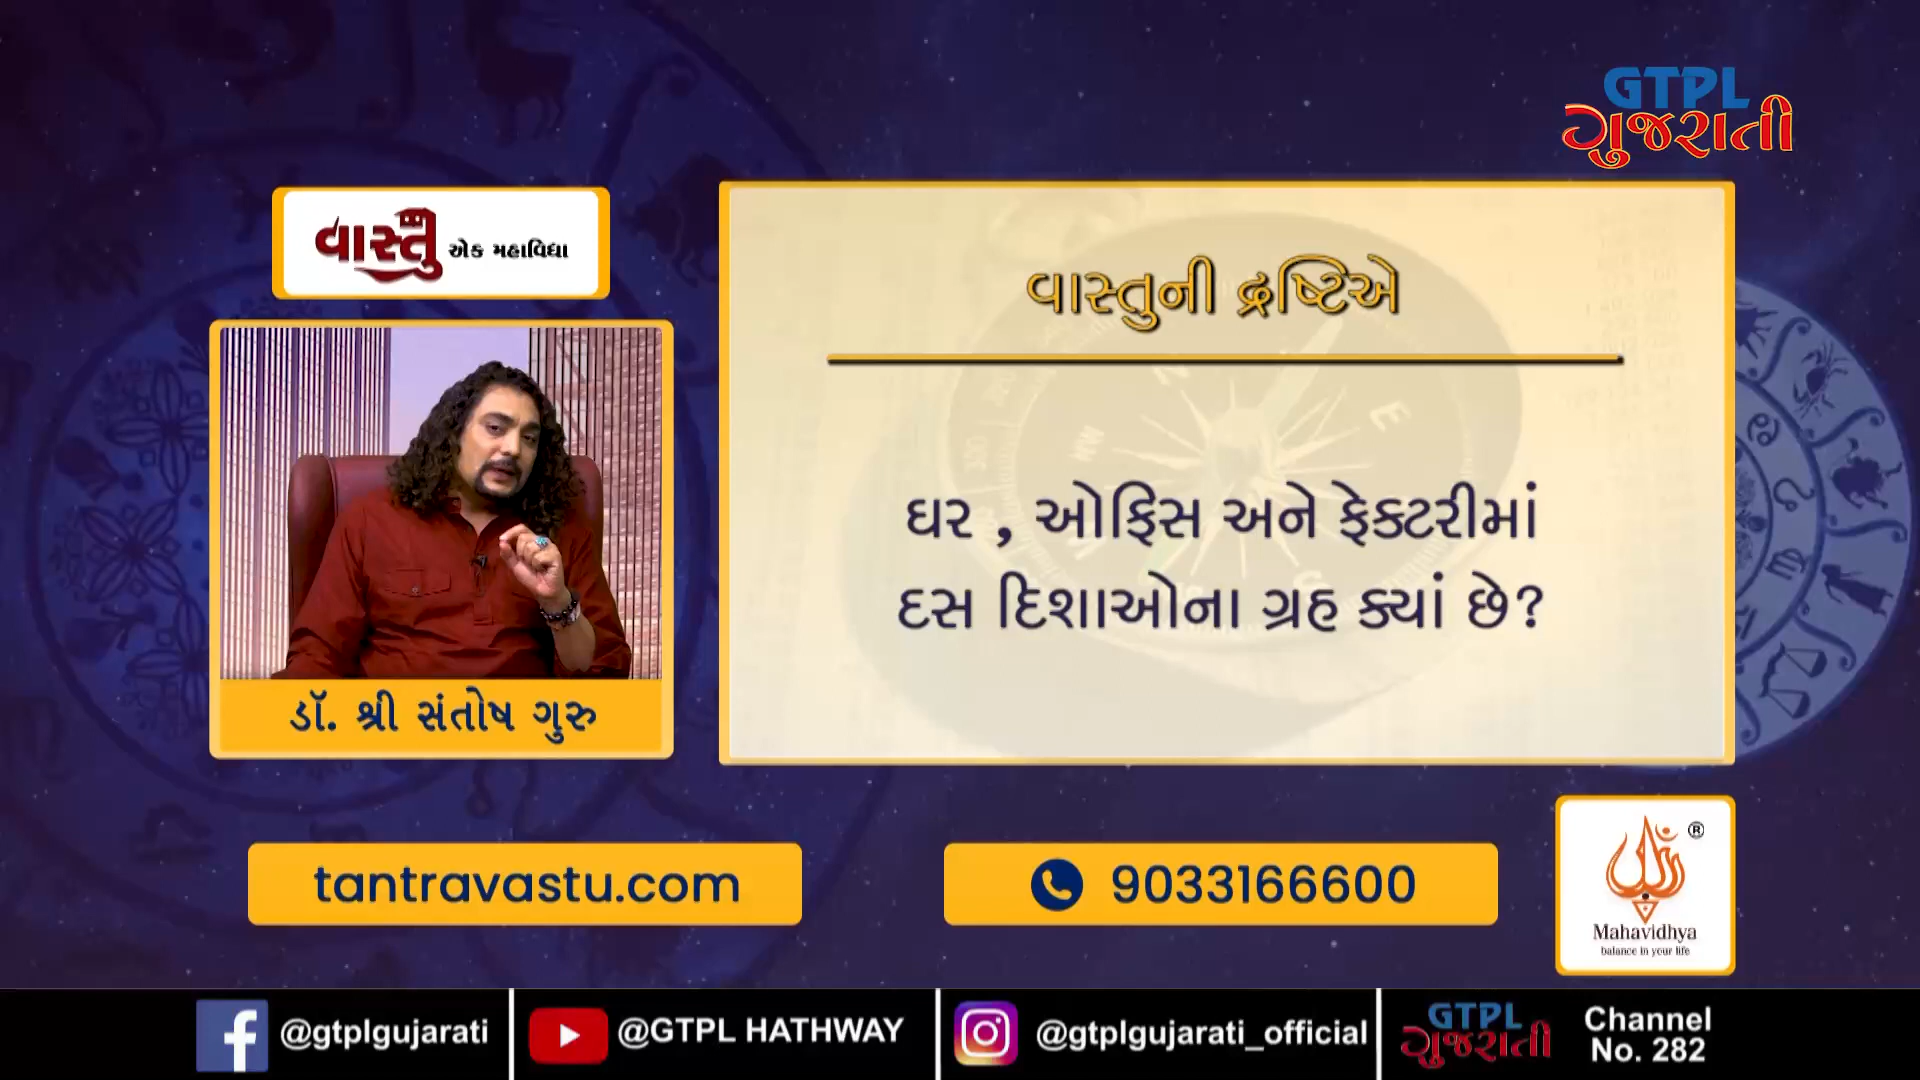 GTPL
ગુજરાતી
વાસ્તુ એક મહાવિધા
વાસ્તુની દ્રષ્ટિએ
ઘર , ઓફિસ અને ફેક્ટરીમાં
દસ દિશાઓના ગ્રહ ક્યાં છે?
ડૉ. શ્રી સંતોષ ગુરુ
tantravastu.com
9033166600
®
Mahavidhya
balance in your life
@gtplgujarati
@GTPL HATHWAY
@gtplgujarati_official
GTPL
ગુજરાતી
Channel
No. 282